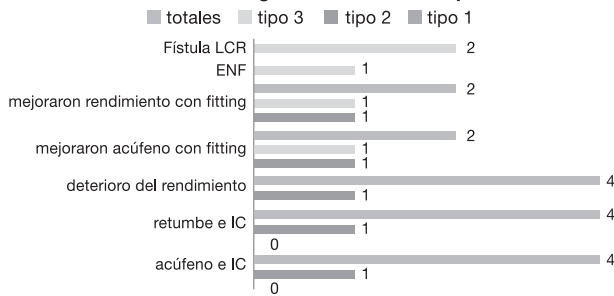 totales tipo 3 tipo 2 tipo 1
Fístula LCR 2
ENF 1
2
mejoraron rendimiento con fitting 1
1
2
mejoraron acúfeno con fitting 1
1
deterioro del rendimiento 4
1
4
retumbe e IC 1
0
4
acúfeno e IC 1
0